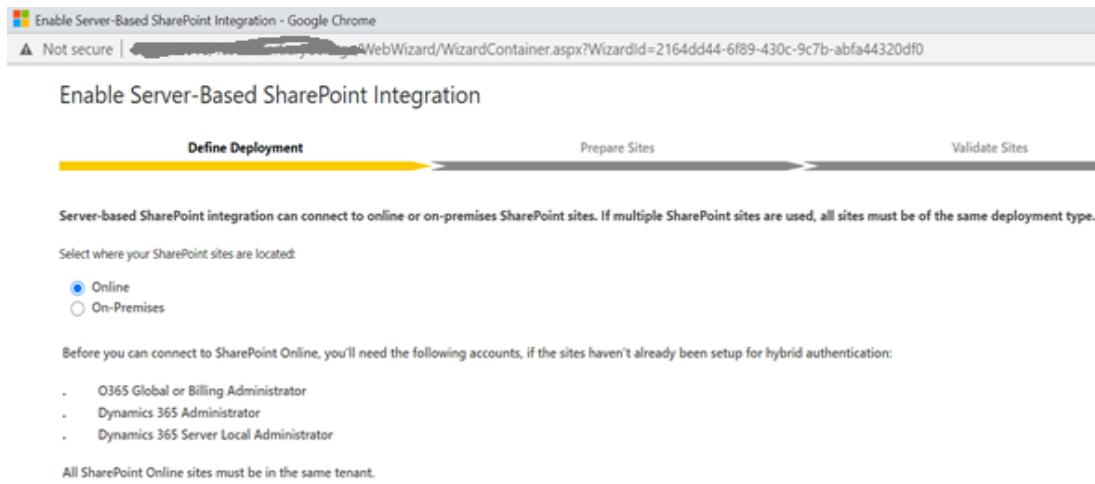 Enable Server-Based SharePoint Integration - Google Chrome
Not secure | /WebWizard/WizardContainer.aspx?WizardId=2164dd44-6f89-430c-9c7b-abfa44320df0
Enable Server-Based SharePoint Integration
Define Deployment Prepare Sites Validate Sites
Server-based SharePoint integration can connect to online or on-premises SharePoint sites. If multiple SharePoint sites are used, all sites must be of the same deployment type.
Select where your SharePoint sites are located:
Online
On-Premises
Before you can connect to SharePoint Online, you'll need the following accounts, if the sites haven't already been setup for hybrid authentication:
. O365 Global or Billing Administrator
. Dynamics 365 Administrator
. Dynamics 365 Server Local Administrator
All SharePoint Online sites must be in the same tenant.